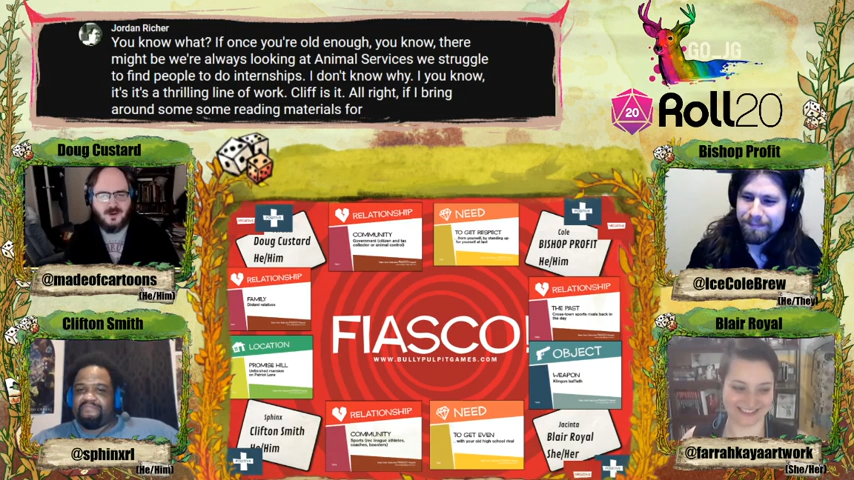 Jordan Richer
You know what? If once you're old enough, you know, there
might be we're always looking at Animal Services we struggle
to find people to do internships. I don't know why. I you know,
it's it's a thrilling line of work. Cliff is it. All right, if I bring
around some some reading materials for
GO_JG
20
Roll20
Doug Custard
@madeofcartoons
(He/Him)
Clifton Smith
@sphinxrl
(He/Him)
Bishop Profit
@IceColeBrew
(He/They)
Blair Royal
@farrahkayaartwork
(She/Her)
Doug Custard
He/Him
RELATIONSHIP
COMMUNITY
Government (citizen and tax
collector or animal control)
NEED
TO GET RESPECT
...from yourself, by standing up
for yourself at last
Cole
BISHOP PROFIT
He/Him
RELATIONSHIP
FAMILY
Distant relatives
RELATIONSHIP
THE PAST
Cross-town sports rivals back in
the day
FIASCO!
WWW.BULLYPULPITGAMES.COM
LOCATION
PROMISE HILL
on Patriot Lane
OBJECT
WEAPON
Klingon bat'leth
Sphinx
Clifton Smith
He/Him
RELATIONSHIP
COMMUNITY
Sports (rec league athletes,
coaches, boosters)
NEED
TO GET EVEN
...with your old high school rival
Jacinta
Blair Royal
She/Her